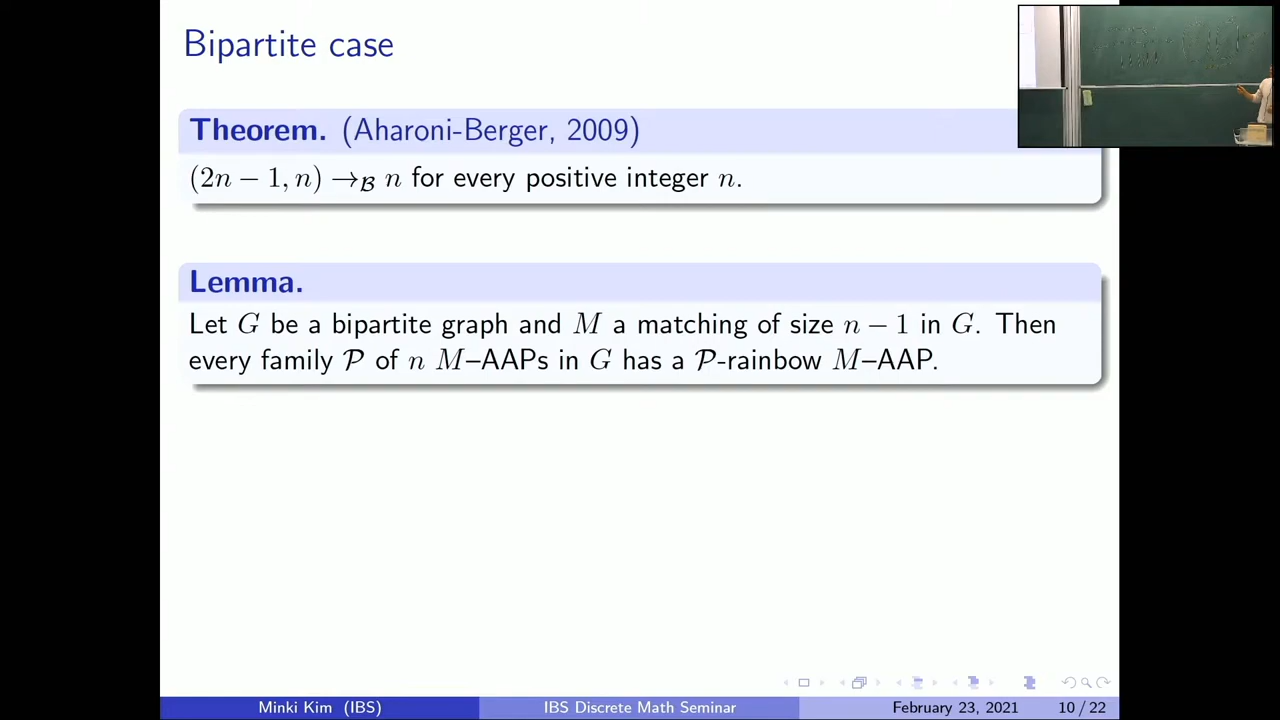 Bipartite case
Theorem. (Aharoni-Berger, 2009)
(2n − 1, n) →_𝓑 n for every positive integer n.
Lemma.
Let G be a bipartite graph and M a matching of size n − 1 in G. Then
every family 𝒫 of n M–AAPs in G has a 𝒫-rainbow M–AAP.
Minki Kim (IBS) IBS Discrete Math Seminar February 23, 2021 10 / 22